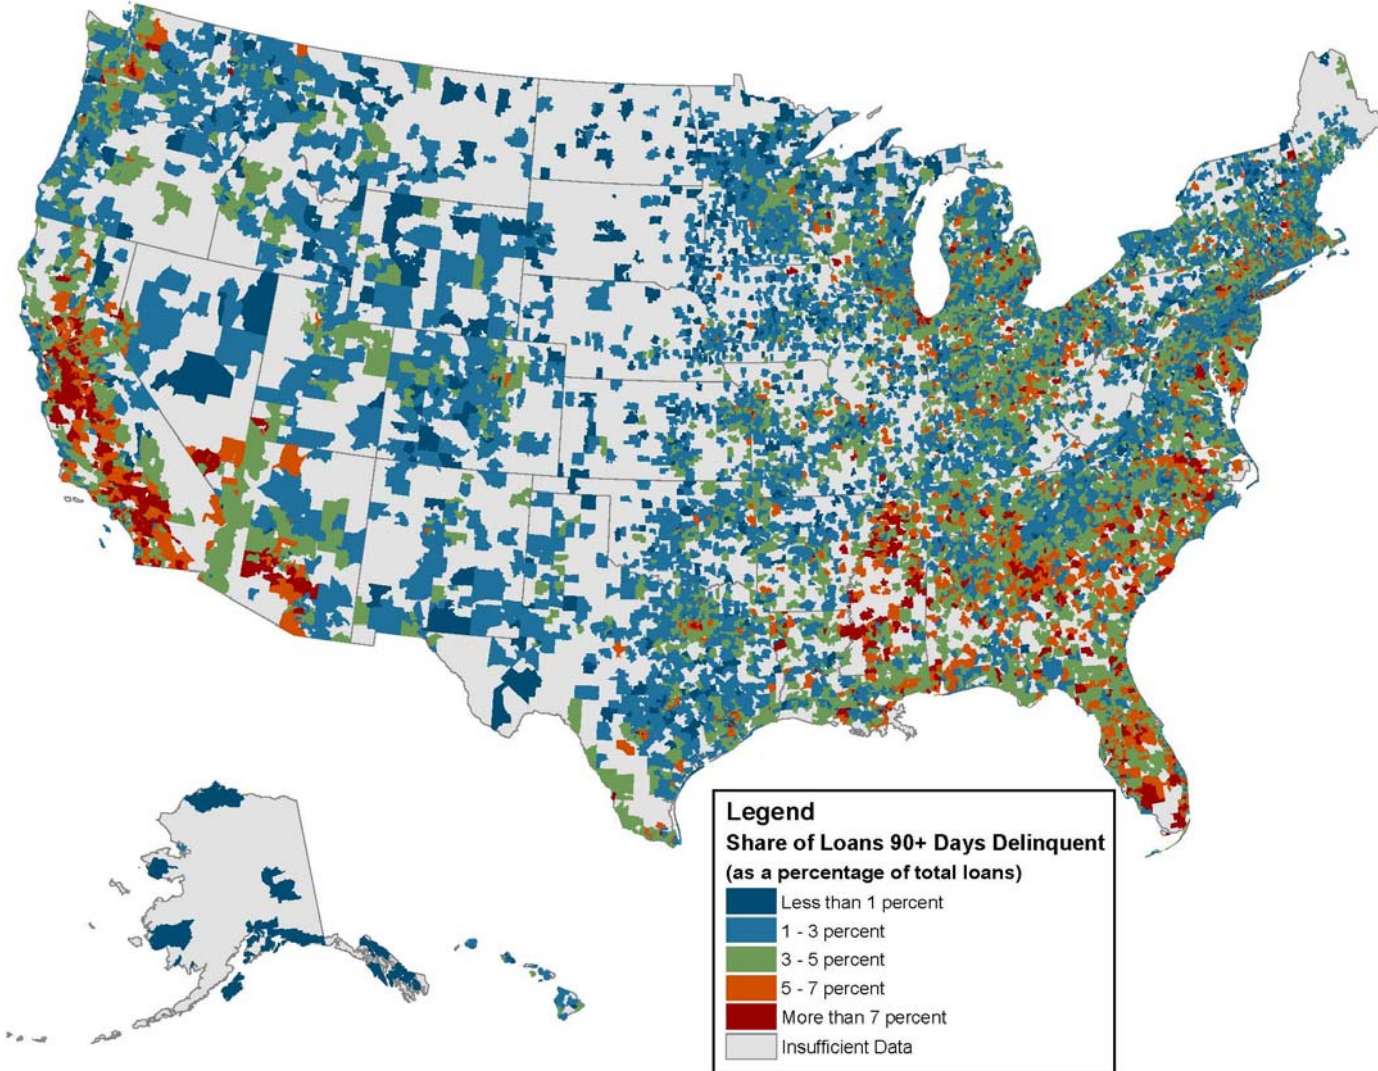 Legend
Share of Loans 90+ Days Delinquent
(as a percentage of total loans)
Less than 1 percent
1 - 3 percent
3 - 5 percent
5 - 7 percent
More than 7 percent
Insufficient Data